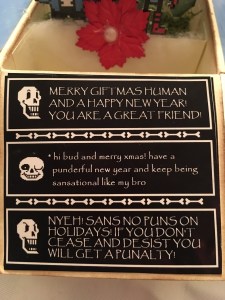 MERRY GIFTMAS HUMAN
AND A HAPPY NEW YEAR!
YOU ARE A GREAT FRIEND!
* hi bud and merry xmas! have a
punderful new year and keep being
sansational like my bro
NYEH! SANS NO PUNS ON
HOLIDAYS! IF YOU DON'T
CEASE AND DESIST YOU
WILL GET A PUNALTY!